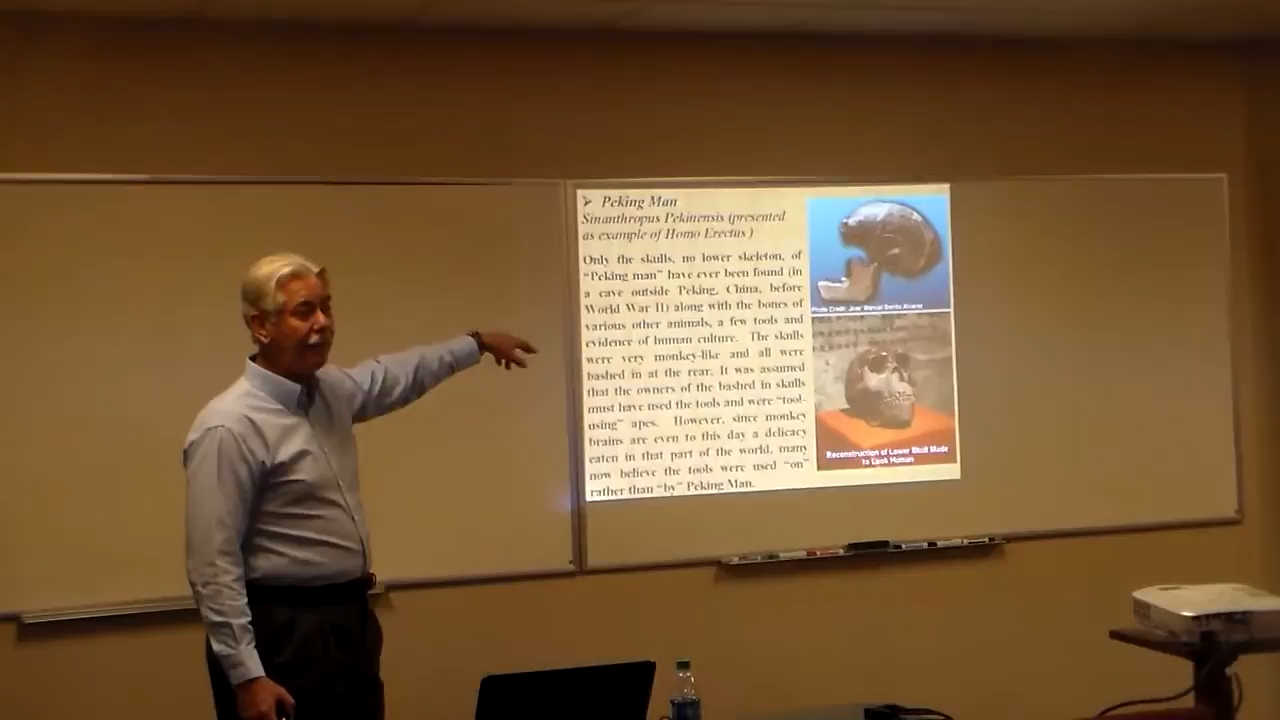 ➢ Peking Man
Sinanthropus Pekinensis (presented
as example of Homo Erectus )
Only the skulls, no lower skeleton, of
“Peking man” have ever been found (in
a cave outside Peking, China, before
World War II) along with the bones of
various other animals, a few tools and
evidence of human culture. The skulls
were very monkey-like and all were
bashed in at the rear. It was assumed
that the owners of the bashed in skulls
must have used the tools and were “tool-
using” apes. However, since monkey
brains are even to this day a delicacy
eaten in that part of the world, many
now believe the tools were used “on”
rather than “by” Peking Man.
Photo Credit: Jose Manuel Benito Alvarez
Reconstruction of Lower Skull Made
to Look Human